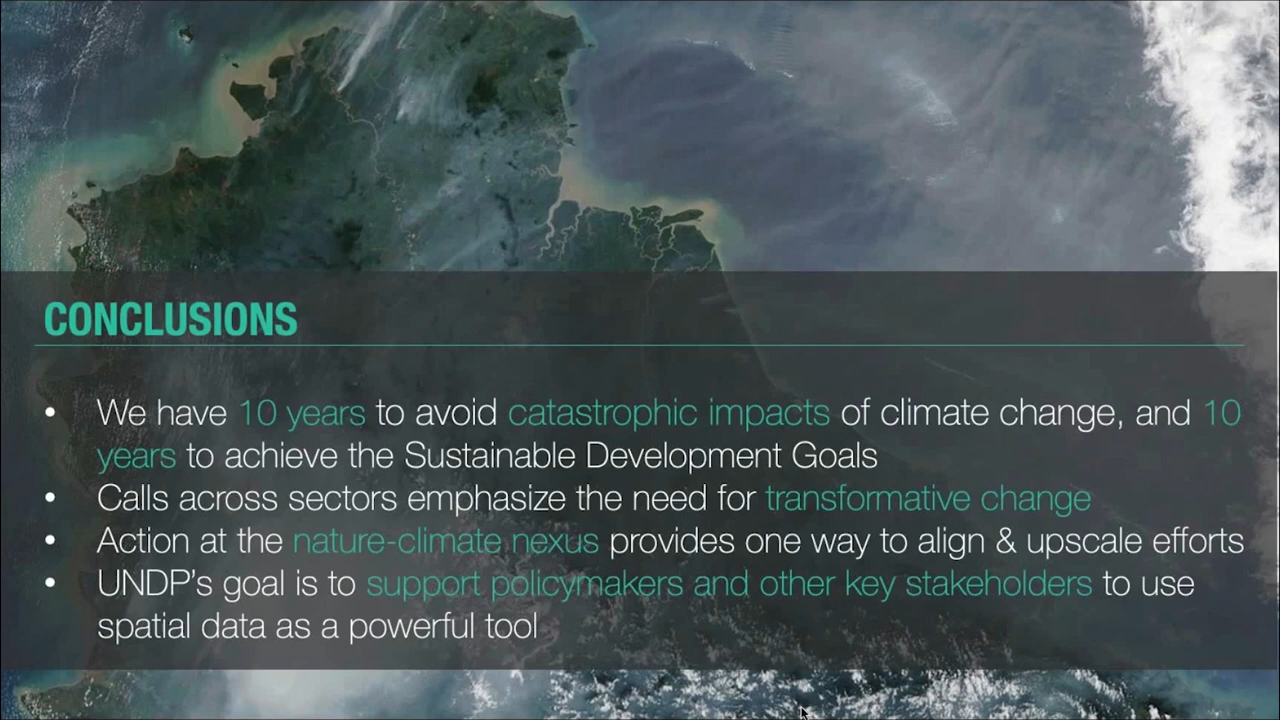 CONCLUSIONS
• We have 10 years to avoid catastrophic impacts of climate change, and 10
years to achieve the Sustainable Development Goals
• Calls across sectors emphasize the need for transformative change
• Action at the nature-climate nexus provides one way to align & upscale efforts
• UNDP’s goal is to support policymakers and other key stakeholders to use
spatial data as a powerful tool